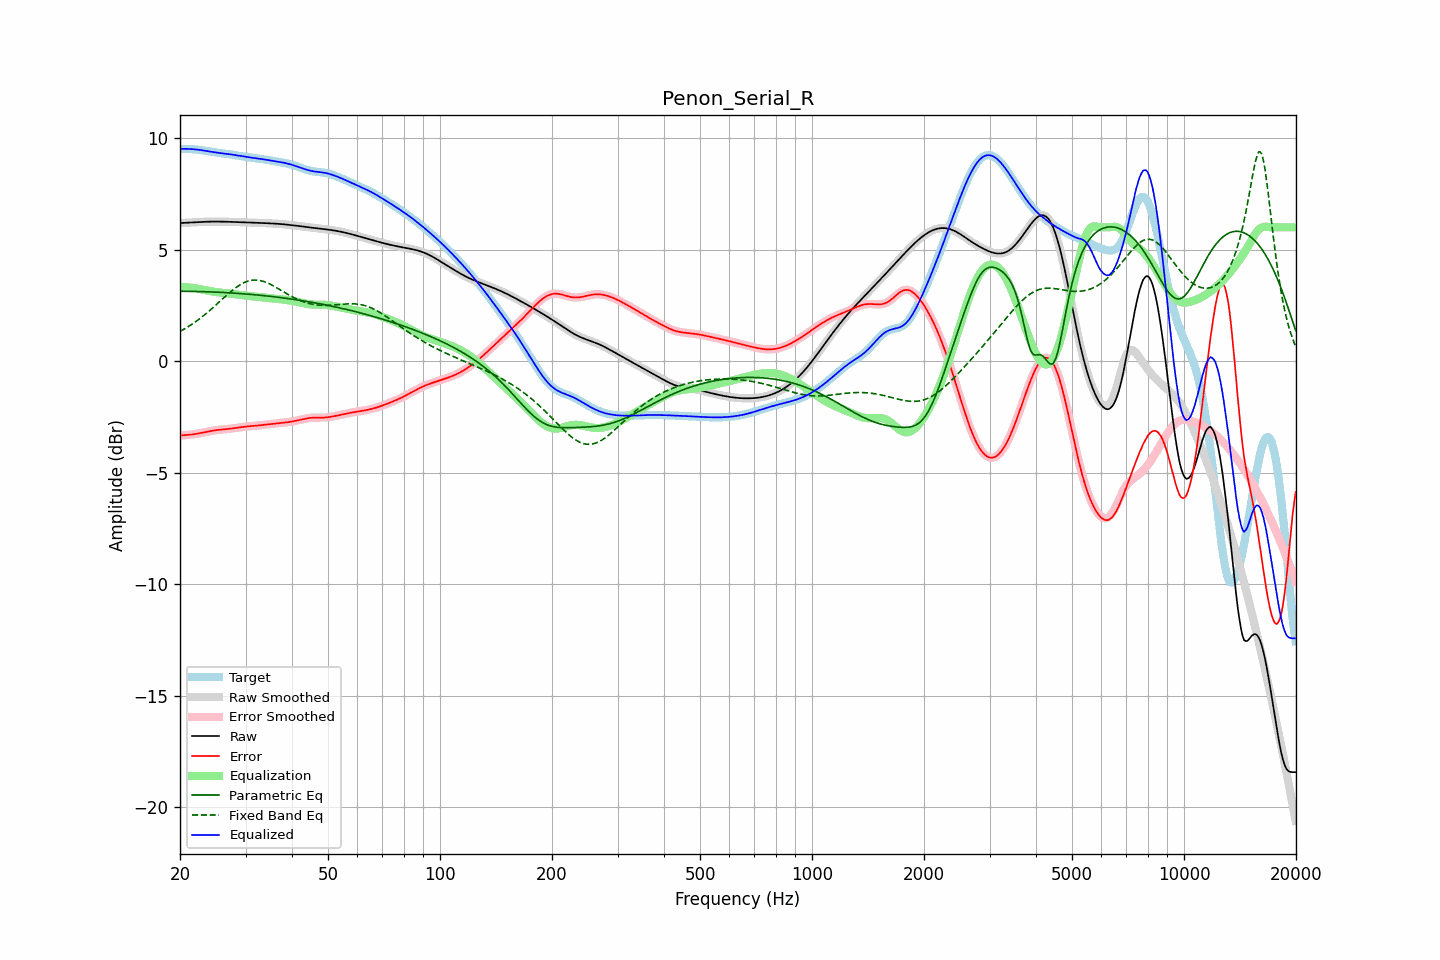 Penon_Serial_R
10
5
0
−5
−10
−15
−20
Amplitude (dBr)
Target
Raw Smoothed
Error Smoothed
Raw
Error
Equalization
Parametric Eq
Fixed Band Eq
Equalized
20 50 100 200 500 1000 2000 5000 10000 20000
Frequency (Hz)